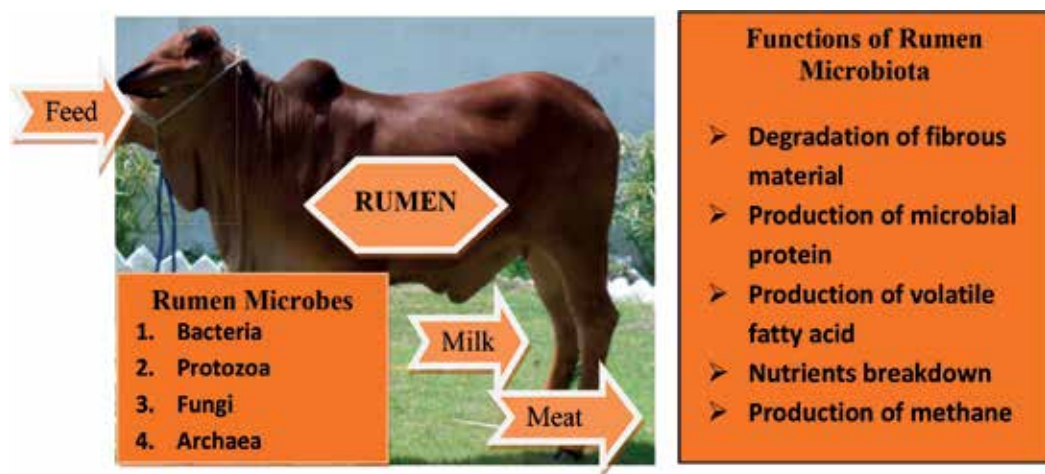 Feed
RUMEN
Rumen Microbes
1. Bacteria
2. Protozoa
3. Fungi
4. Archaea
Milk
Meat
Functions of Rumen
Microbiota
➢ Degradation of fibrous
material
➢ Production of microbial
protein
➢ Production of volatile
fatty acid
➢ Nutrients breakdown
➢ Production of methane